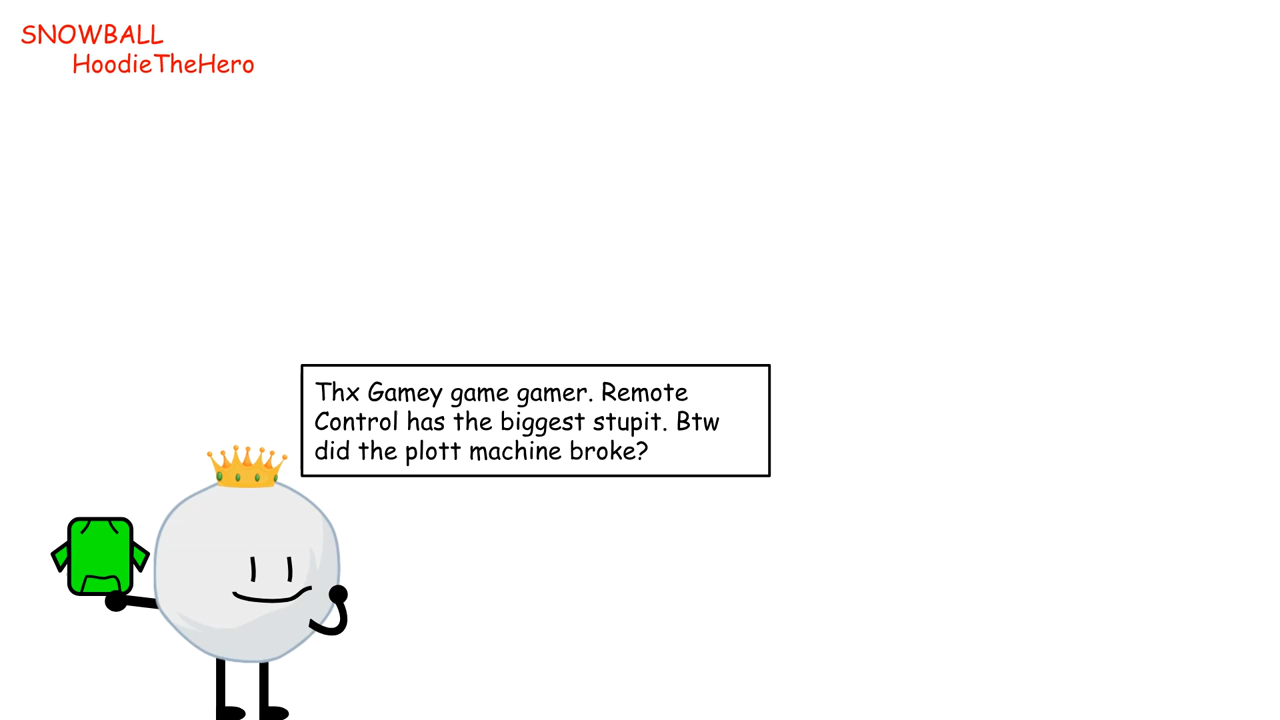 SNOWBALL
HoodieTheHero
Thx Gamey game gamer. Remote
Control has the biggest stupit. Btw
did the plott machine broke?